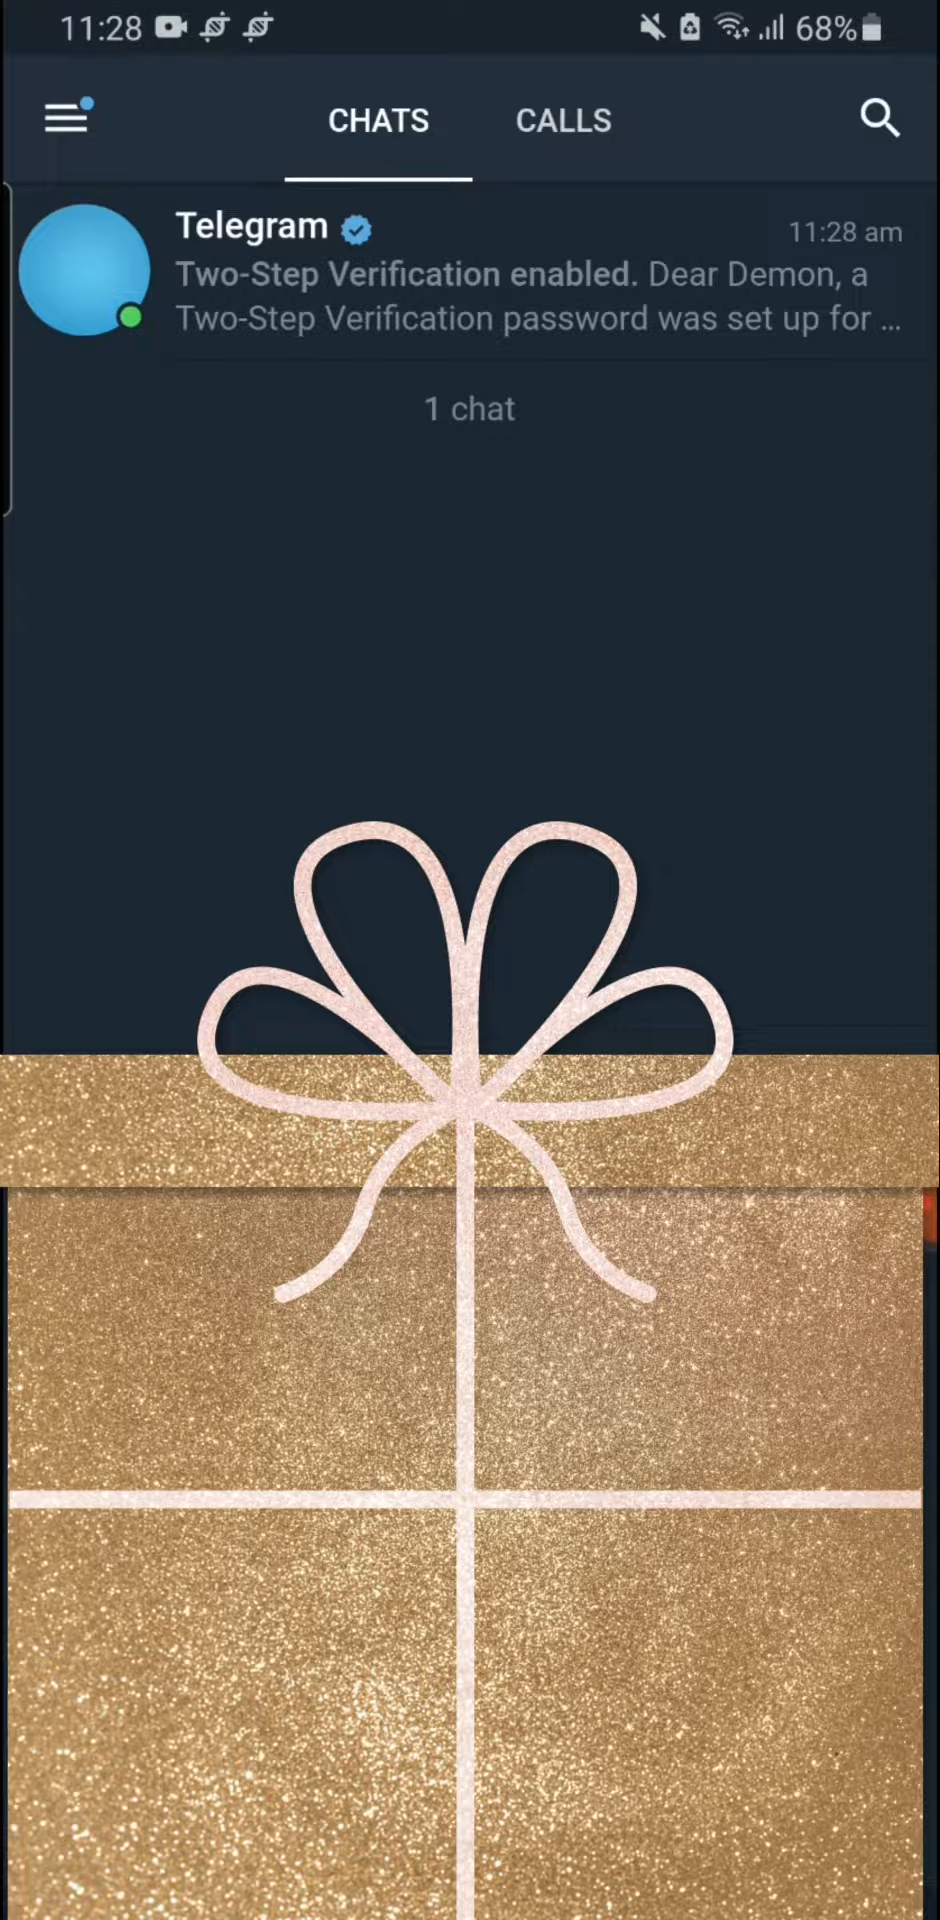 11:28 68%
CHATS CALLS
Telegram 11:28 am
Two-Step Verification enabled. Dear Demon, a
Two-Step Verification password was set up for ...
1 chat